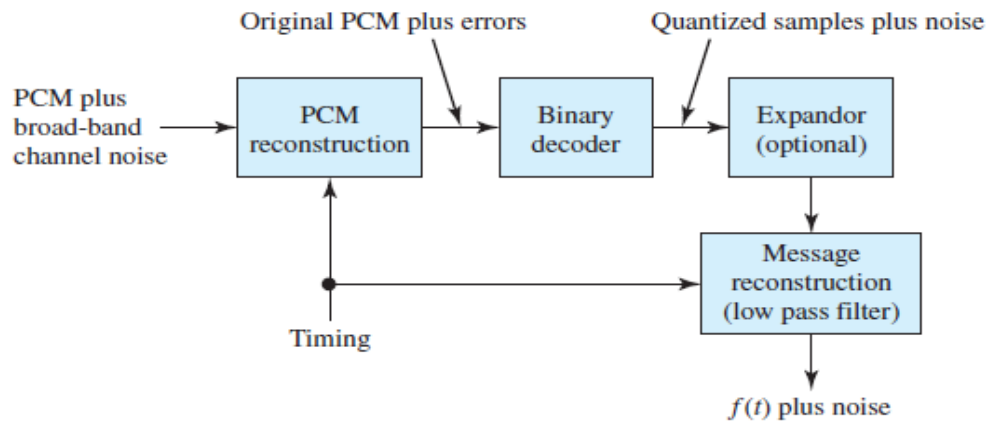 Original PCM plus errors
Quantized samples plus noise
PCM plus
broad-band
channel noise
PCM
reconstruction
Binary
decoder
Expandor
(optional)
Message
reconstruction
(low pass filter)
Timing
f(t) plus noise